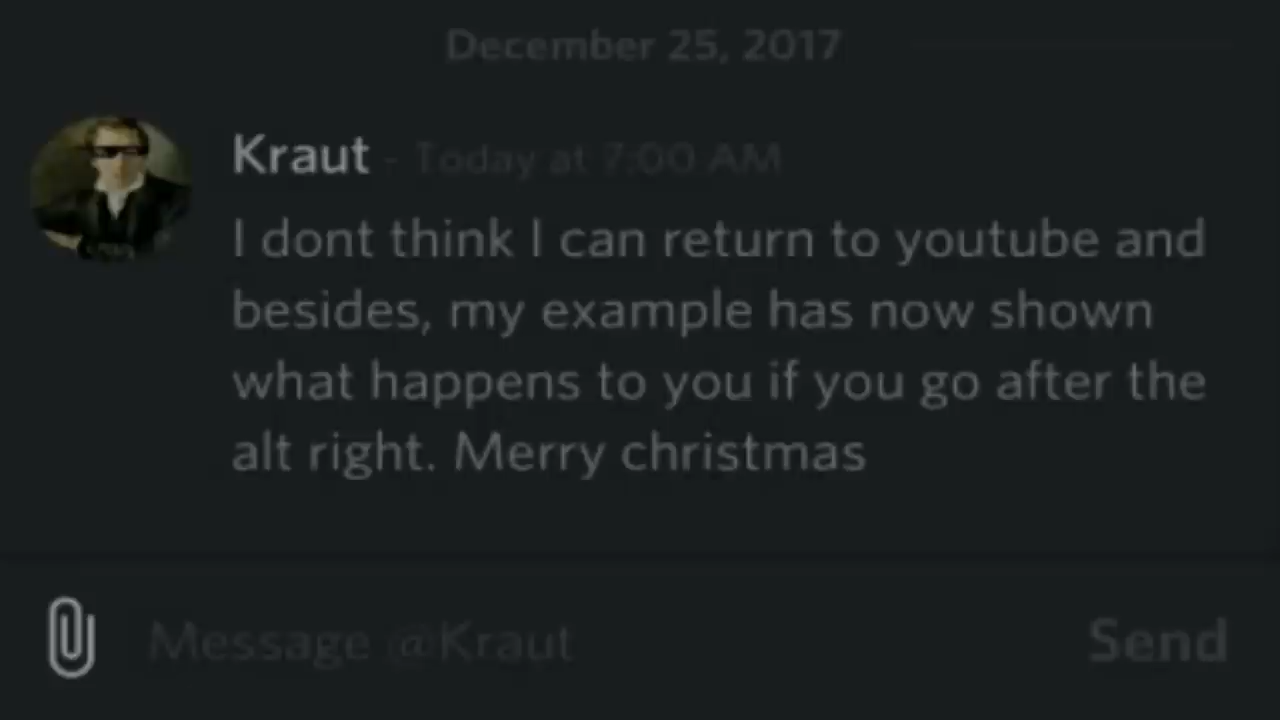 December 25, 2017
Kraut - Today at 7:00 AM
I dont think I can return to youtube and
besides, my example has now shown
what happens to you if you go after the
alt right. Merry christmas
Message @Kraut
Send